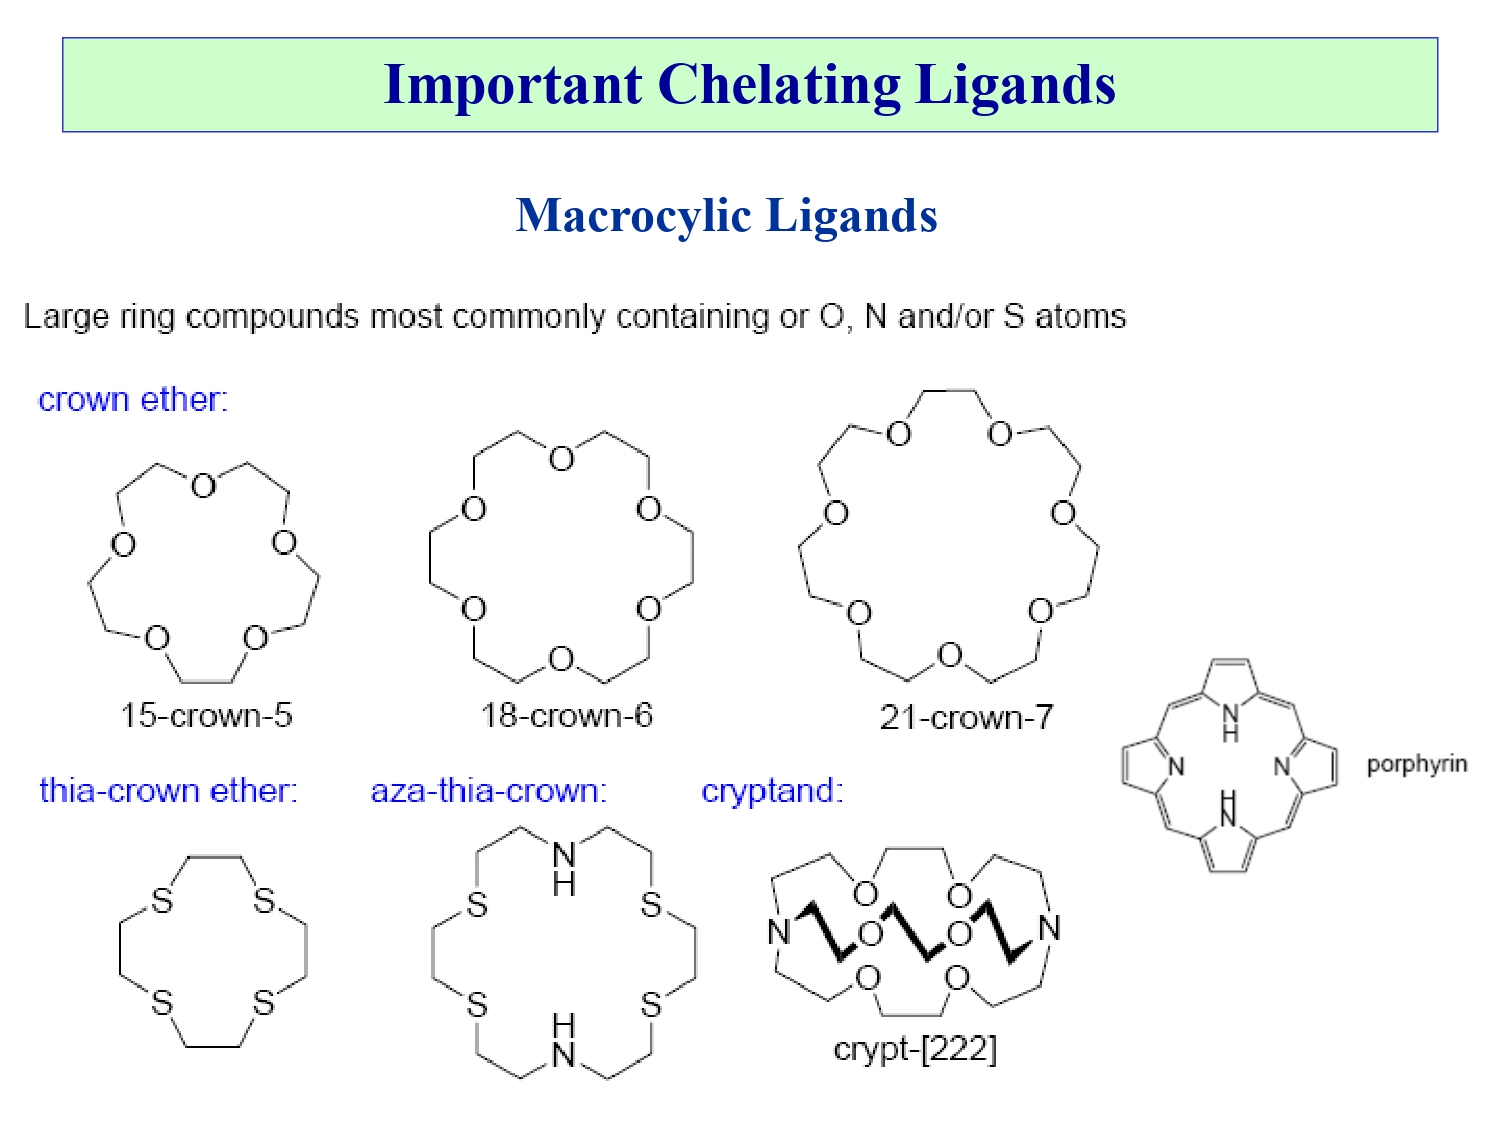 Important Chelating Ligands
Macrocylic Ligands
Large ring compounds most commonly containing or O, N and/or S atoms
crown ether:
O
O
O
O
O
15-crown-5
O
O
O
O
O
O
18-crown-6
O
O
O
O
O
O
O
21-crown-7
N
H
N
N
H
N
porphyrin
thia-crown ether:
S
S
S
S
aza-thia-crown:
N
H
S
S
S
S
H
N
cryptand:
O
O
N
O
O
N
O
O
crypt-[222]